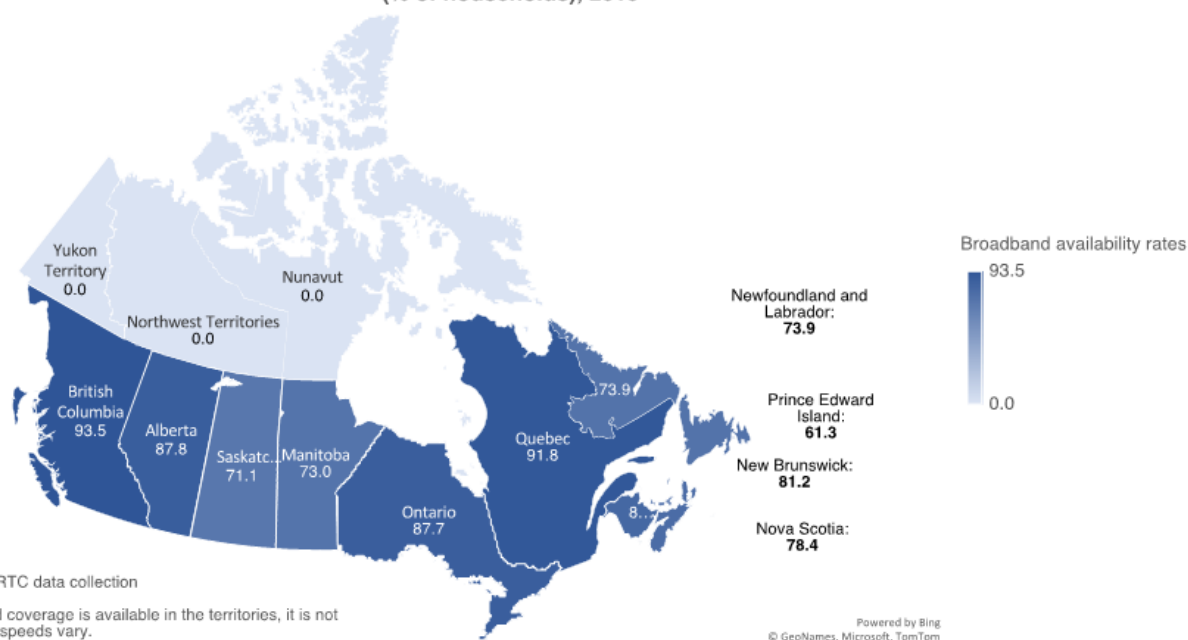 (% of households), 2019
Yukon
Territory
0.0
Northwest Territories
0.0
Nunavut
0.0
British
Columbia
93.5
Alberta
87.8
Saskatc...
71.1
Manitoba
73.0
Ontario
87.7
Quebec
91.8
73.9
8...
Newfoundland and
Labrador:
73.9
Prince Edward
Island:
61.3
New Brunswick:
81.2
Nova Scotia:
78.4
Broadband availability rates
93.5
0.0
RTC data collection
coverage is available in the territories, it is not
speeds vary.
Powered by Bing
© GeoNames, Microsoft, TomTom